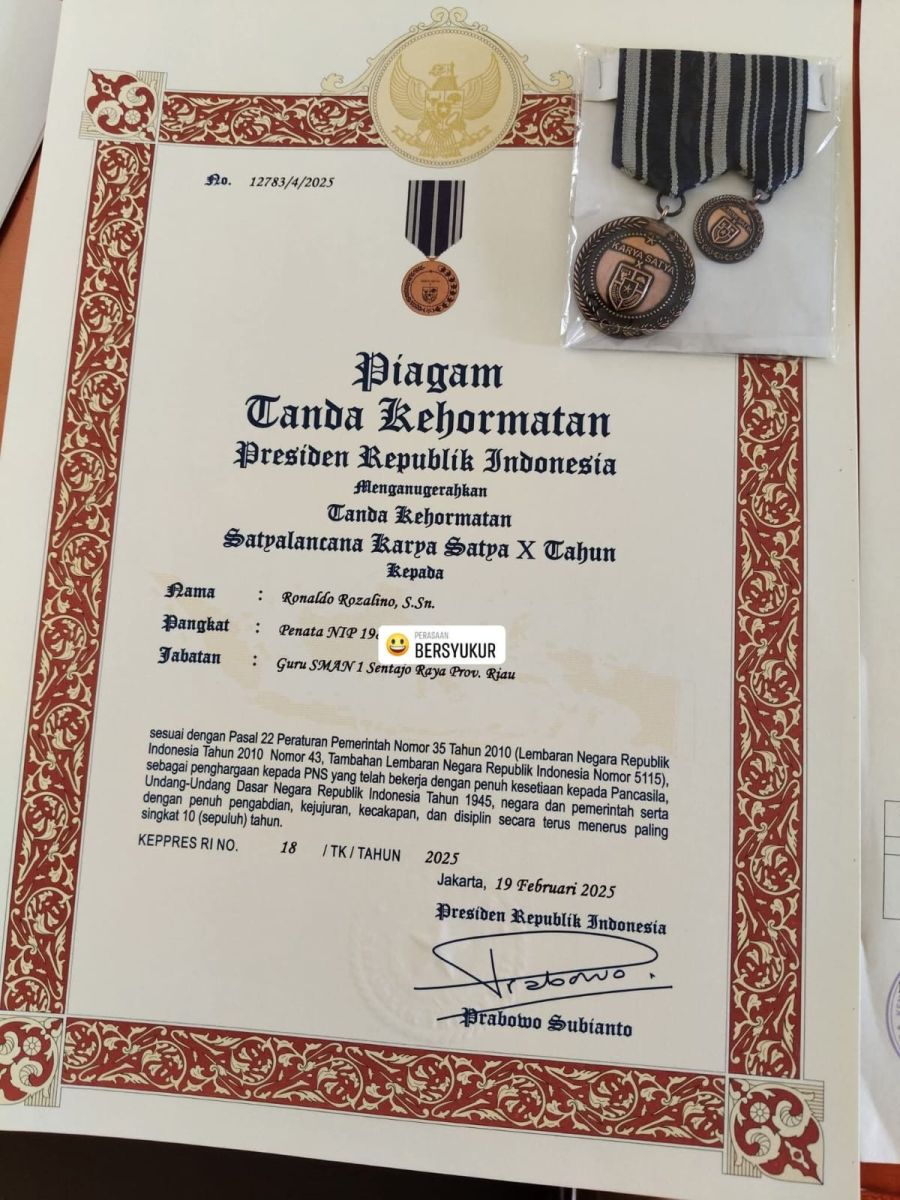 No. 12783/4/2025
KARYA SATYA
X
Piagam
Tanda Kehormatan
Presiden Republik Indonesia
Menganugerahkan
Tanda Kehormatan
Satyalancana Karya Satya X Tahun
Kepada
Nama : Ronaldo Rozalino, S.Sn.
Pangkat : Penata NIP
PERASAAN
BERSYUKUR
Jabatan : Guru SMAN 1 Sentajo Raya Prov. Riau
sesuai dengan Pasal 22 Peraturan Pemerintah Nomor 35 Tahun 2010 (Lembaran Negara Republik
Indonesia Tahun 2010 Nomor 43, Tambahan Lembaran Negara Republik Indonesia Nomor 5115),
sebagai penghargaan kepada PNS yang telah bekerja dengan penuh kesetiaan kepada Pancasila,
Undang-Undang Dasar Negara Republik Indonesia Tahun 1945, negara dan pemerintah serta
dengan penuh pengabdian, kejujuran, kecakapan, dan disiplin secara terus menerus paling
singkat 10 (sepuluh) tahun.
KEPPRES RI NO. 18 / TK / TAHUN 2025
Jakarta, 19 Februari 2025
Presiden Republik Indonesia
Prabowo
Prabowo Subianto